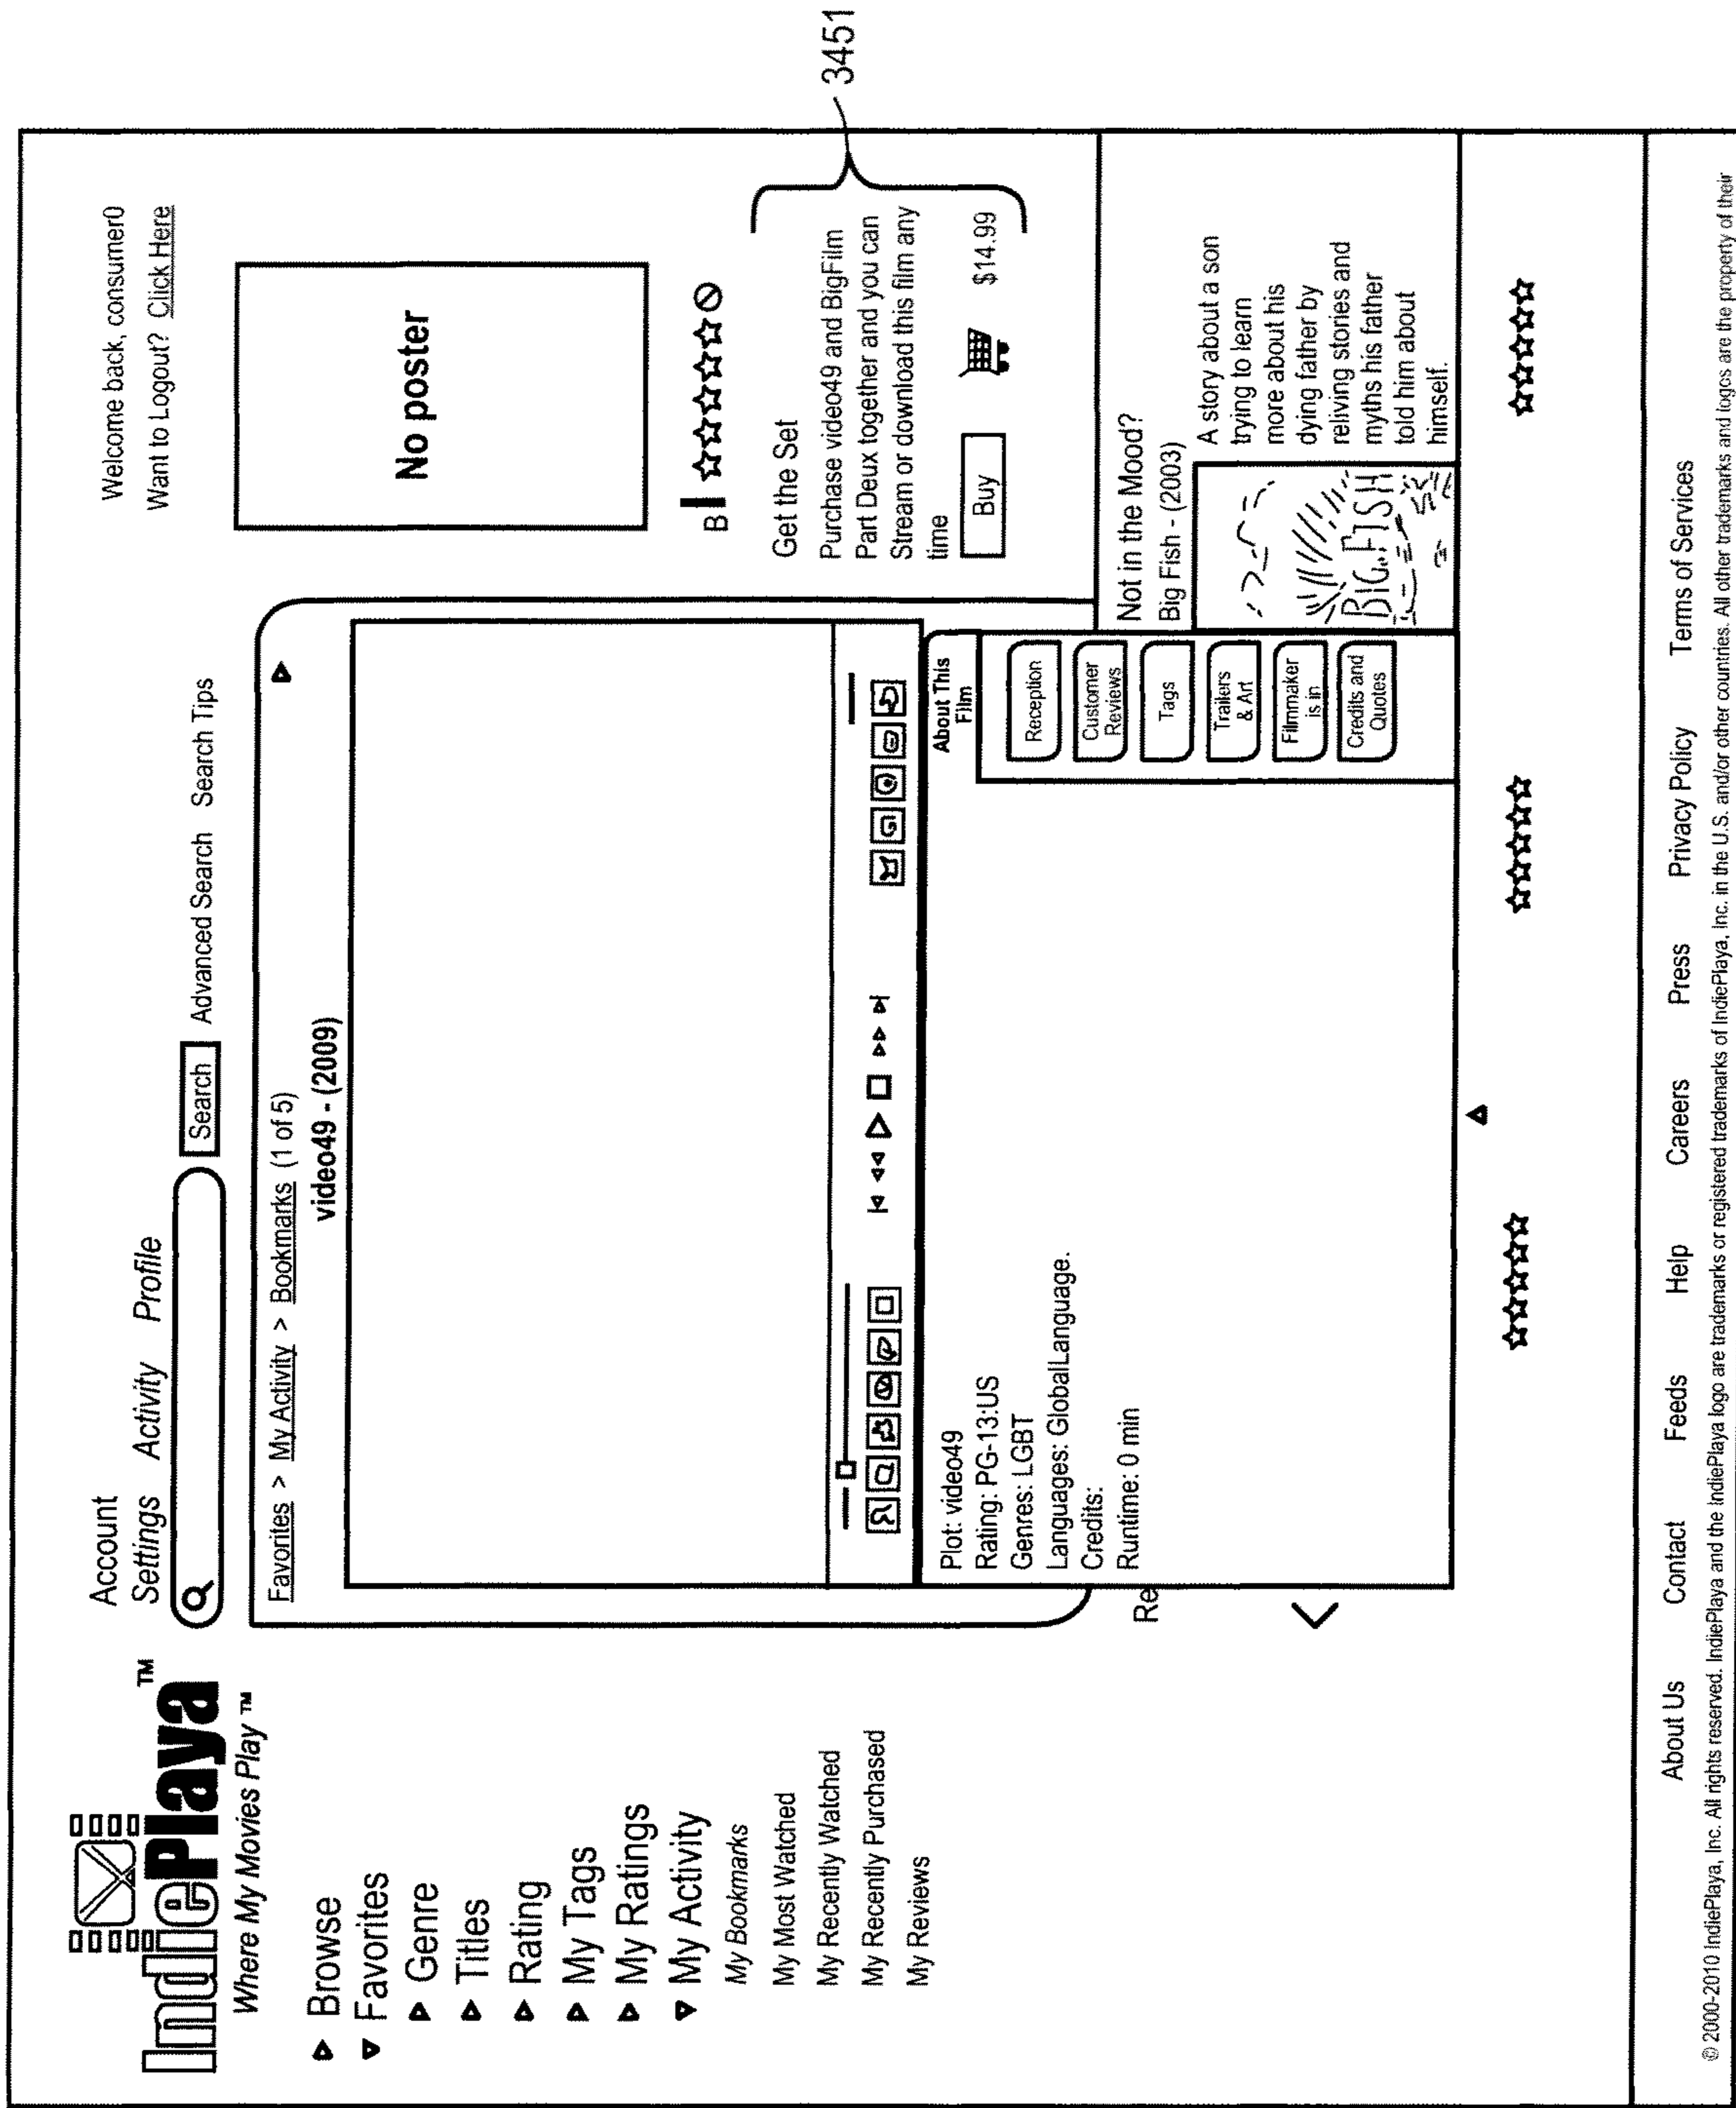 IndiePlaya™
Where My Movies Play ™
Account
Settings Activity Profile
Search Advanced Search Search Tips
Welcome back, consumer0
Want to Logout? Click Here
Browse
Favorites
Genre
Titles
Rating
My Tags
My Ratings
My Activity
My Bookmarks
My Most Watched
My Recently Watched
My Recently Purchased
My Reviews
Favorites > My Activity > Bookmarks (1 of 5)
video49 - (2009)
No poster
B
Get the Set
Purchase video49 and BigFilm
Part Deux together and you can
Stream or download this film any
time
Buy $14.99
3451
Plot: video49
Rating: PG-13:US
Genres: LGBT
Languages: GlobalLanguage.
Credits:
Runtime: 0 min
Re
About This
Film
Reception
Customer
Reviews
Tags
Trailers
& Art
Filmmaker
is in
Credits and
Quotes
Not in the Mood?
Big Fish - (2003)
BIG FISH
A story about a son
trying to learn
more about his
dying father by
reliving stories and
myths his father
told him about
himself.
About Us Contact Feeds Help Careers Press Privacy Policy Terms of Services
© 2000-2010 IndiePlaya, Inc. All rights reserved. IndiePlaya and the IndiePlaya logo are trademarks or registered trademarks of IndiePlaya, Inc. in the U.S. and/or other countries. All other trademarks and logos are the property of their